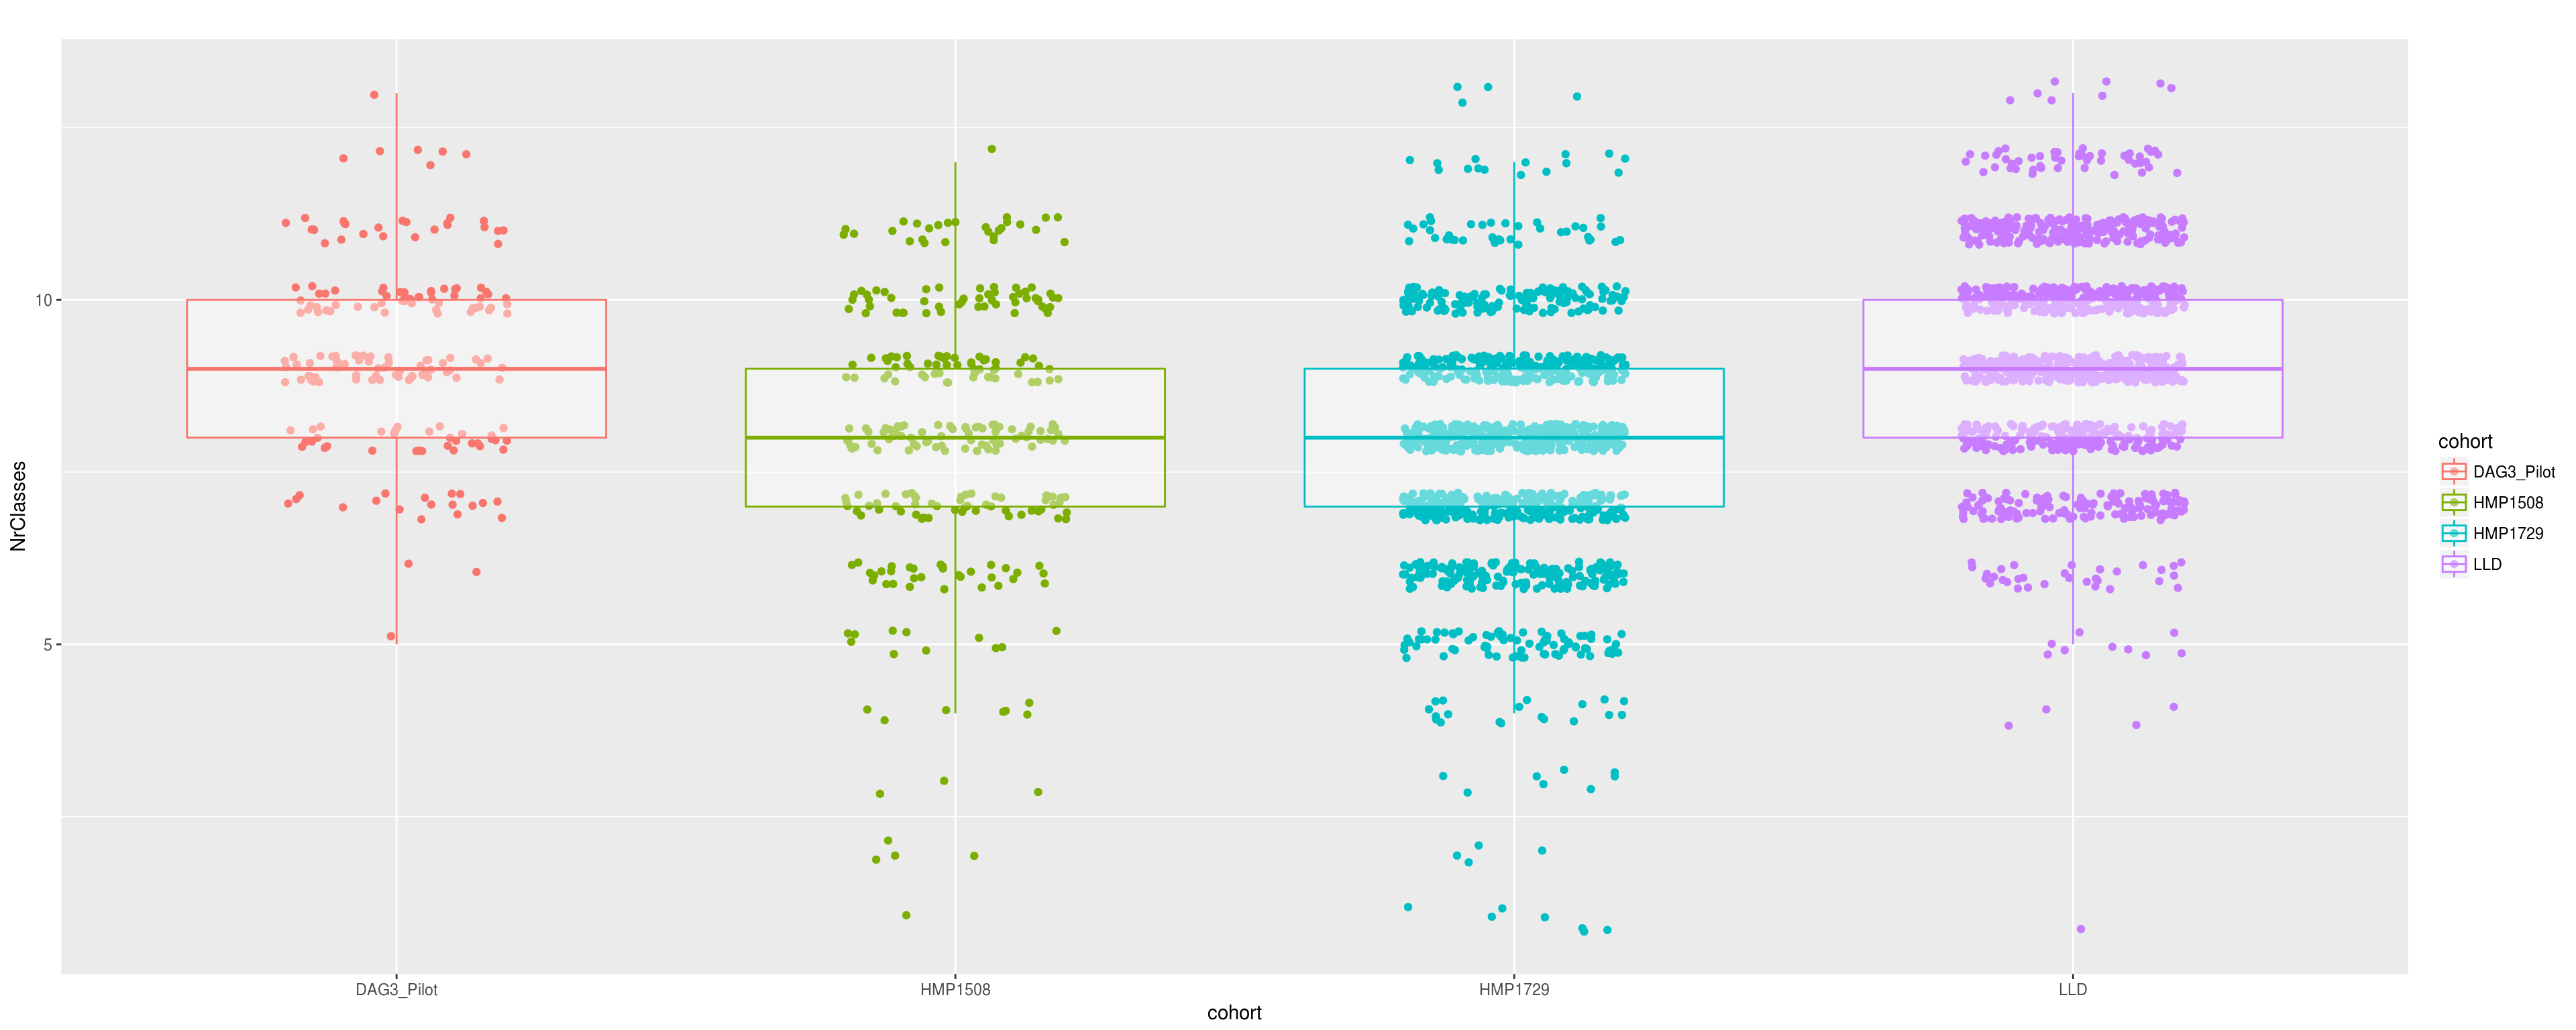 NrClasses
10
5
DAG3_Pilot
HMP1508
HMP1729
LLD
cohort
cohort
DAG3_Pilot
HMP1508
HMP1729
LLD